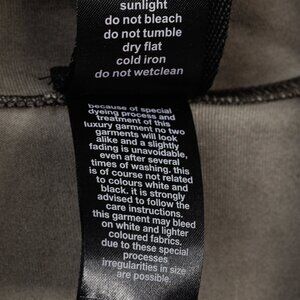 sunlight
do not bleach
do not tumble
dry flat
cold iron
do not wetclean
because of special
dyeing process and
treatment of this
luxury garment no two
garments will look
alike and a slightly
fading is unavoidable,
even after several
times of washing. this
is of course not related
to colours white and
black. it is strongly
advised to follow the
care instructions.
this garment may bleed
on white and lighter
coloured fabrics.
due to these special
processes
irregularities in size
are possible.